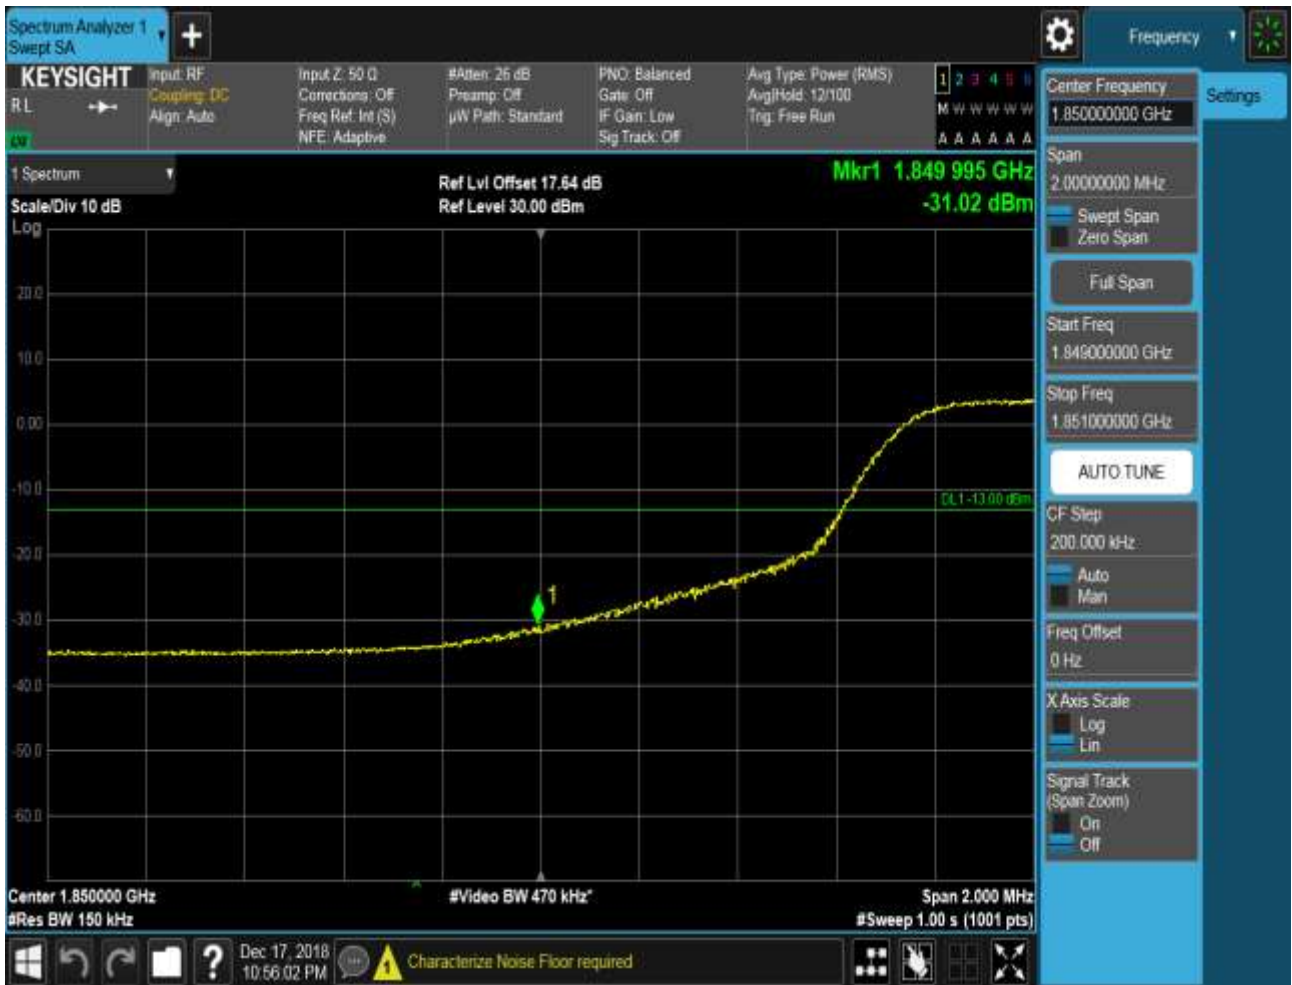 Spectrum Analyzer 1
Swept SA
+
Frequency
KEYSIGHT
RL
Input: RF
Coupling: DC
Align: Auto
Input Z: 50 Ω
Corrections: Off
Freq Ref: Int (S)
NFE: Adaptive
#Atten: 26 dB
Preamp: Off
µW Path: Standard
PNO: Balanced
Gate: Off
IF Gain: Low
Sig Track: Off
Avg Type: Power (RMS)
Avg|Hold: 12/100
Trig: Free Run
1 2 3 4 5 6
M W W W W W
A A A A A A
1 Spectrum
Scale/Div 10 dB
Log
Ref Lvl Offset 17.64 dB
Ref Level 30.00 dBm
Mkr1 1.849 995 GHz
-31.02 dBm
20.0
10.0
0.00
-10.0
-20.0
-30.0
-40.0
-50.0
-60.0
DL1 -13.00 dBm
1
Center 1.850000 GHz
#Res BW 150 kHz
#Video BW 470 kHz*
Span 2.000 MHz
#Sweep 1.00 s (1001 pts)
?
Dec 17, 2018
10:56:02 PM
1
Characterize Noise Floor required
Center Frequency
1.850000000 GHz
Settings
Span
2.00000000 MHz
Swept Span
Zero Span
Full Span
Start Freq
1.849000000 GHz
Stop Freq
1.851000000 GHz
AUTO TUNE
CF Step
200.000 kHz
Auto
Man
Freq Offset
0 Hz
X Axis Scale
Log
Lin
Signal Track
(Span Zoom)
On
Off